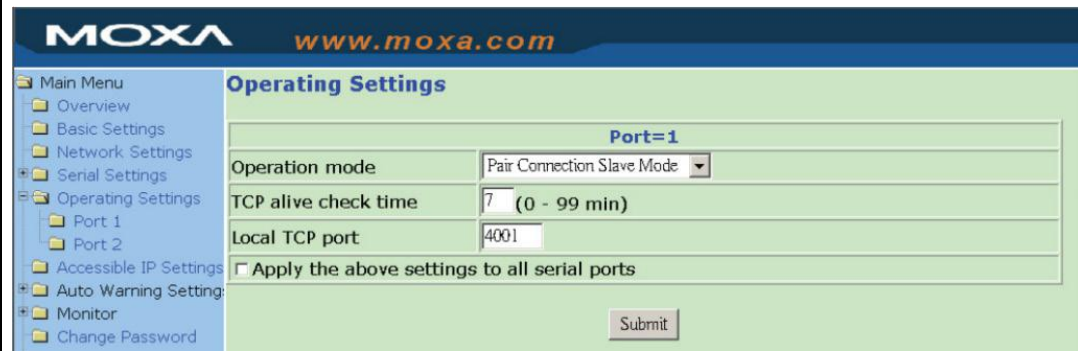 MOXA www.moxa.com
Main Menu
Overview
Basic Settings
Network Settings
Serial Settings
Operating Settings
Port 1
Port 2
Accessible IP Settings
Auto Warning Setting
Monitor
Change Password
Operating Settings
Port=1
Operation mode Pair Connection Slave Mode
TCP alive check time 7 (0 - 99 min)
Local TCP port 4001
Apply the above settings to all serial ports
Submit